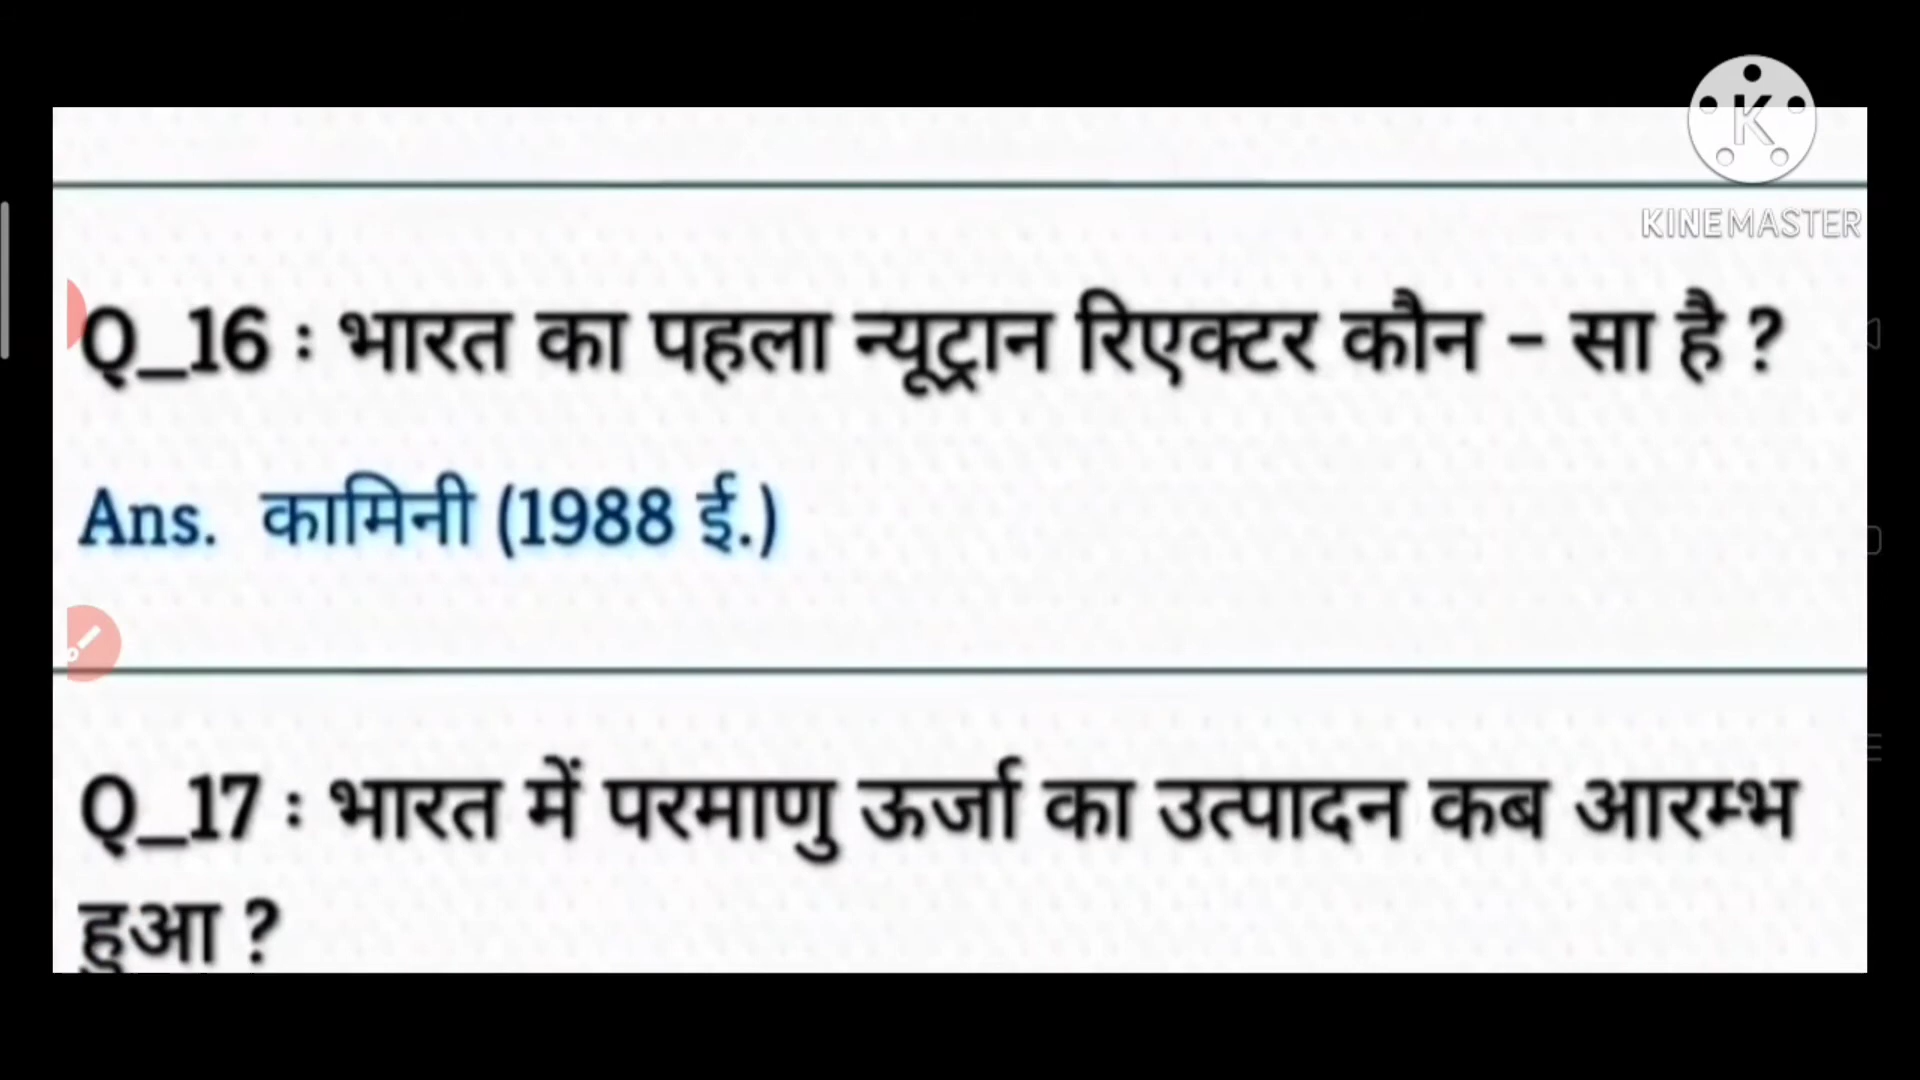 K
KINEMASTER
Q_16 : भारत का पहला न्यूट्रान रिएक्टर कौन - सा है ?
Ans. कामिनी (1988 ई.)
Q_17 : भारत में परमाणु ऊर्जा का उत्पादन कब आरम्भ
हुआ ?